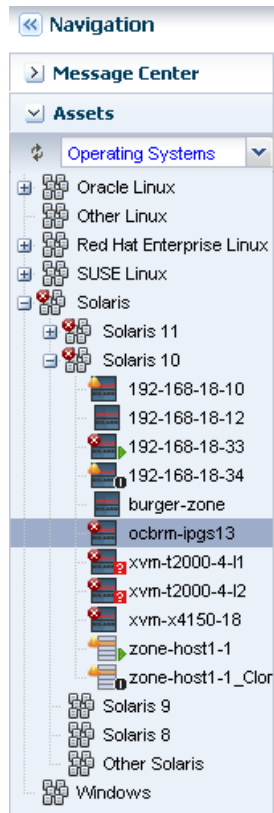 Navigation
Message Center
Assets
Operating Systems
Oracle Linux
Other Linux
Red Hat Enterprise Linux
SUSE Linux
Solaris
Solaris 11
Solaris 10
192-168-18-10
192-168-18-12
192-168-18-33
192-168-18-34
burger-zone
ocbrm-ipgs13
xvm-t2000-4-l1
xvm-t2000-4-l2
xvm-x4150-18
zone-host1-1
zone-host1-1_Clor
Solaris 9
Solaris 8
Other Solaris
Windows